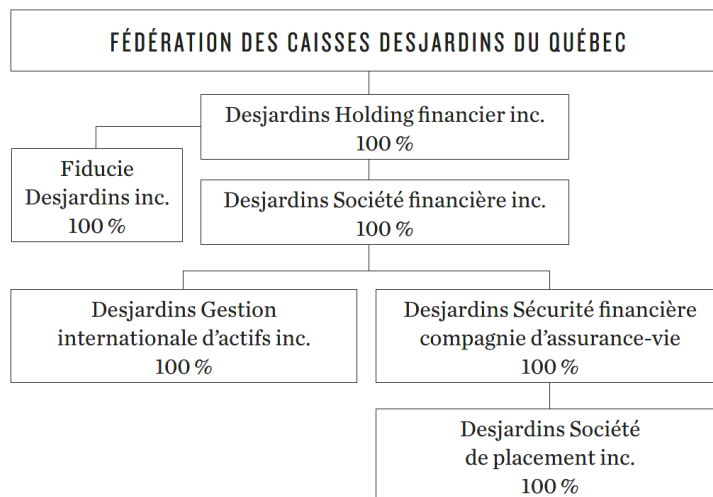 FÉDÉRATION DES CAISSES DESJARDINS DU QUÉBEC
Desjardins Holding financier inc.
100 %
Fiducie
Desjardins inc.
100 %
Desjardins Société financière inc.
100 %
Desjardins Gestion
internationale d’actifs inc.
100 %
Desjardins Sécurité financière
compagnie d’assurance-vie
100 %
Desjardins Société
de placement inc.
100 %